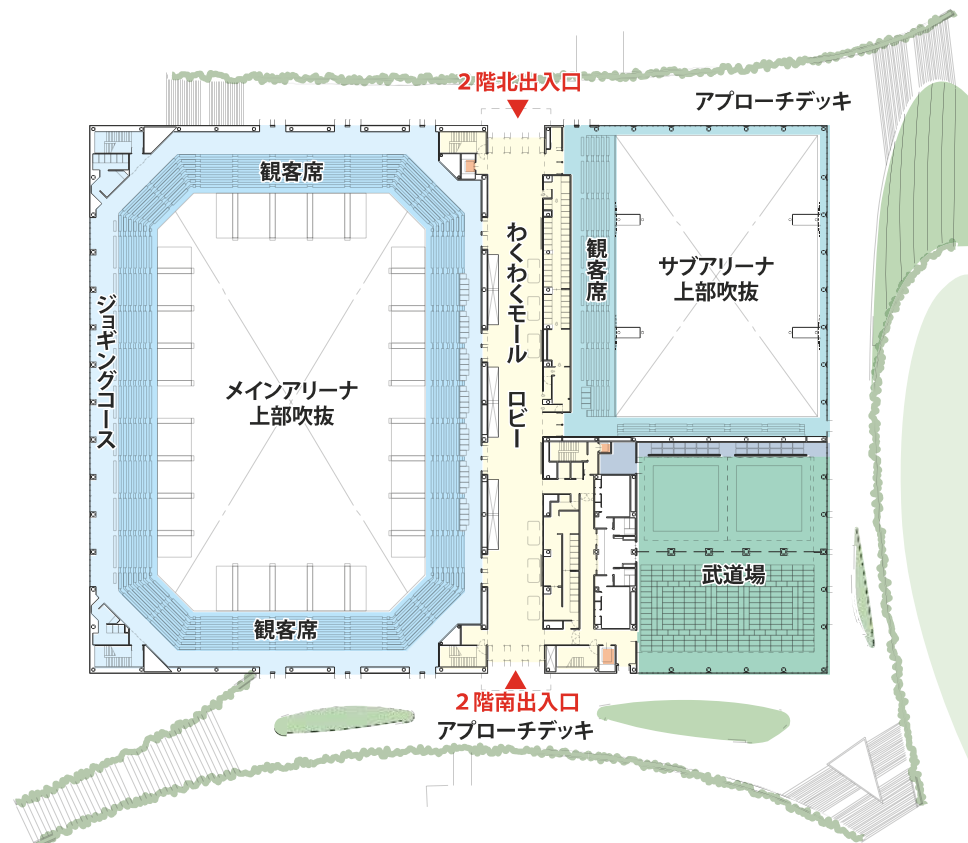 ２階北出入口
アプローチデッキ
観客席
わくわくモール　ロビー
観客席
サブアリーナ
上部吹抜
ジョギングコース
メインアリーナ
上部吹抜
武道場
観客席
２階南出入口
アプローチデッキ